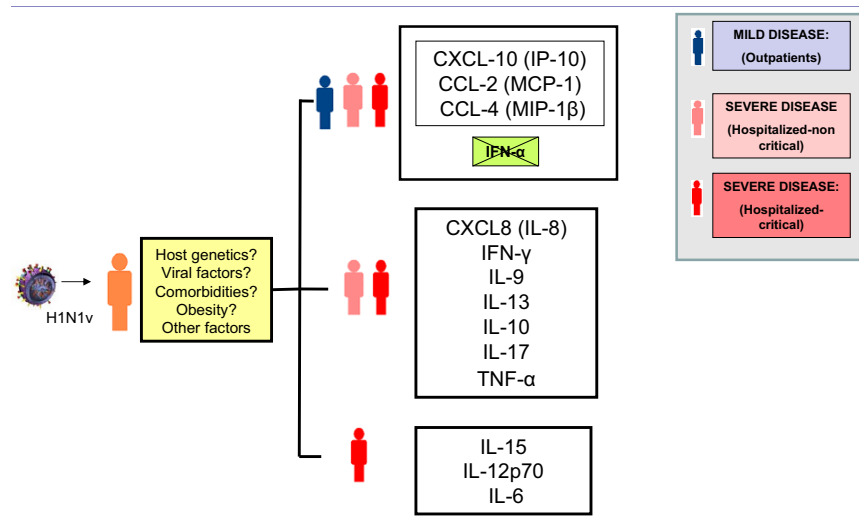 CXCL-10 (IP-10)
CCL-2 (MCP-1)
CCL-4 (MIP-1β)
IFN-α
MILD DISEASE:
(Outpatients)
SEVERE DISEASE
(Hospitalized-non
critical)
SEVERE DISEASE:
(Hospitalized-
critical)
H1N1v
Host genetics?
Viral factors?
Comorbidities?
Obesity?
Other factors
CXCL8 (IL-8)
IFN-γ
IL-9
IL-13
IL-10
IL-17
TNF-α
IL-15
IL-12p70
IL-6